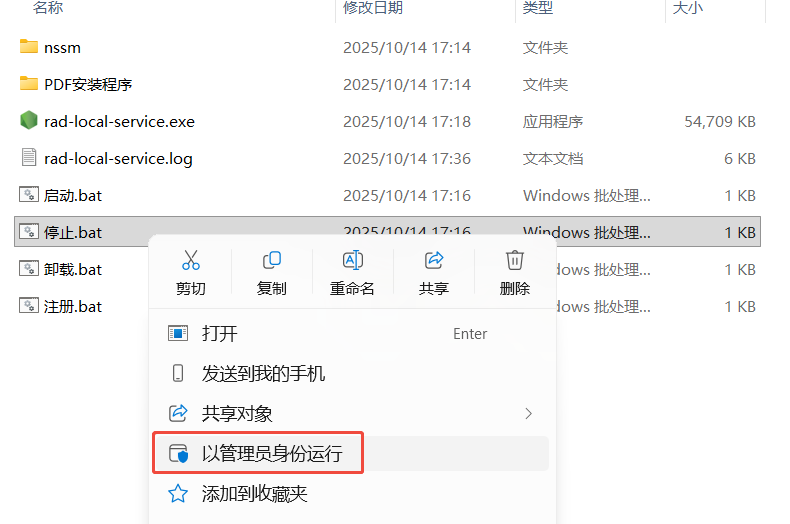 名称 修改日期 类型 大小
nssm 2025/10/14 17:14 文件夹
PDF安装程序 2025/10/14 17:14 文件夹
rad-local-service.exe 2025/10/14 17:18 应用程序 54,709 KB
rad-local-service.log 2025/10/14 17:36 文本文档 6 KB
启动.bat 2025/10/14 17:16 Windows 批处理... 1 KB
停止.bat 2025/10/14 17:16 Windows 批处理... 1 KB
卸载.bat dows 批处理... 1 KB
注册.bat dows 批处理... 1 KB
剪切 复制 重命名 共享 删除
打开 Enter
发送到我的手机
共享对象
以管理员身份运行
添加到收藏夹